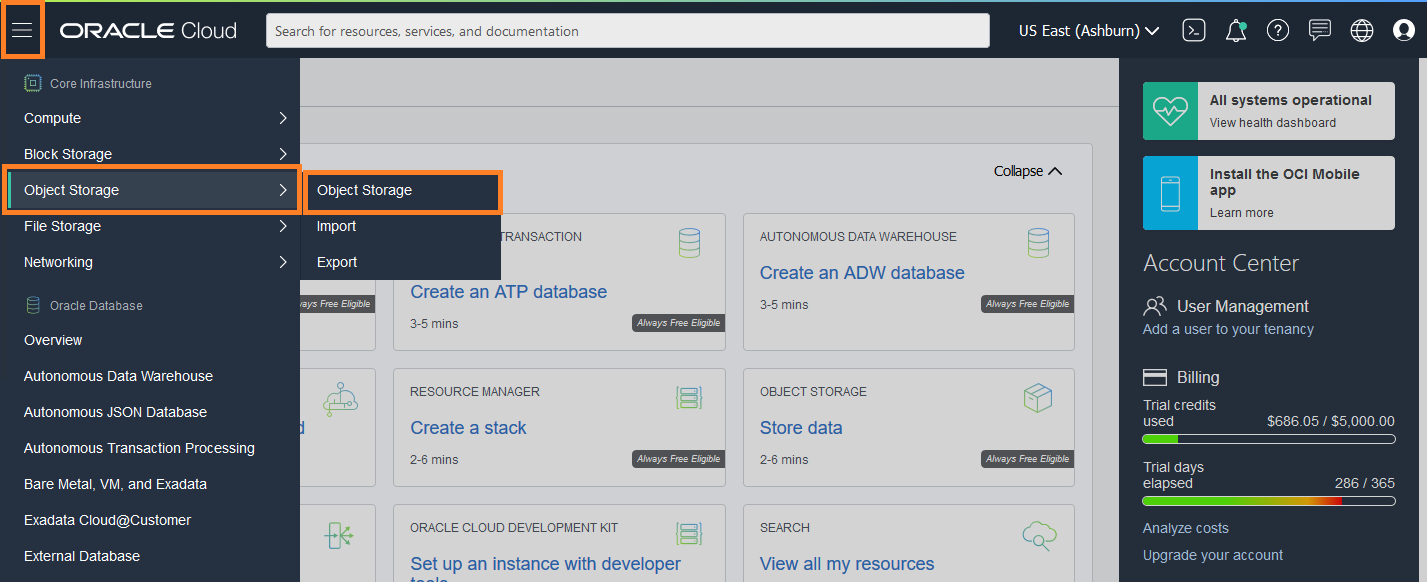 ORACLE Cloud
Search for resources, services, and documentation
US East (Ashburn)
Core Infrastructure
Compute
Block Storage
Object Storage
File Storage
Networking
Oracle Database
Overview
Autonomous Data Warehouse
Autonomous JSON Database
Autonomous Transaction Processing
Bare Metal, VM, and Exadata
Exadata Cloud@Customer
External Database
Object Storage
Import
Export
Collapse
TRANSACTION
Create an ATP database
3-5 mins
Always Free Eligible
AUTONOMOUS DATA WAREHOUSE
Create an ADW database
3-5 mins
Always Free Eligible
Free Eligible
RESOURCE MANAGER
Create a stack
2-6 mins
Always Free Eligible
OBJECT STORAGE
Store data
2-6 mins
Always Free Eligible
ORACLE CLOUD DEVELOPMENT KIT
Set up an instance with developer
tools
SEARCH
View all my resources
All systems operational
View health dashboard
Install the OCI Mobile
app
Learn more
Account Center
User Management
Add a user to your tenancy
Billing
Trial credits
used $686.05 / $5,000.00
Trial days
elapsed 286 / 365
Analyze costs
Upgrade your account